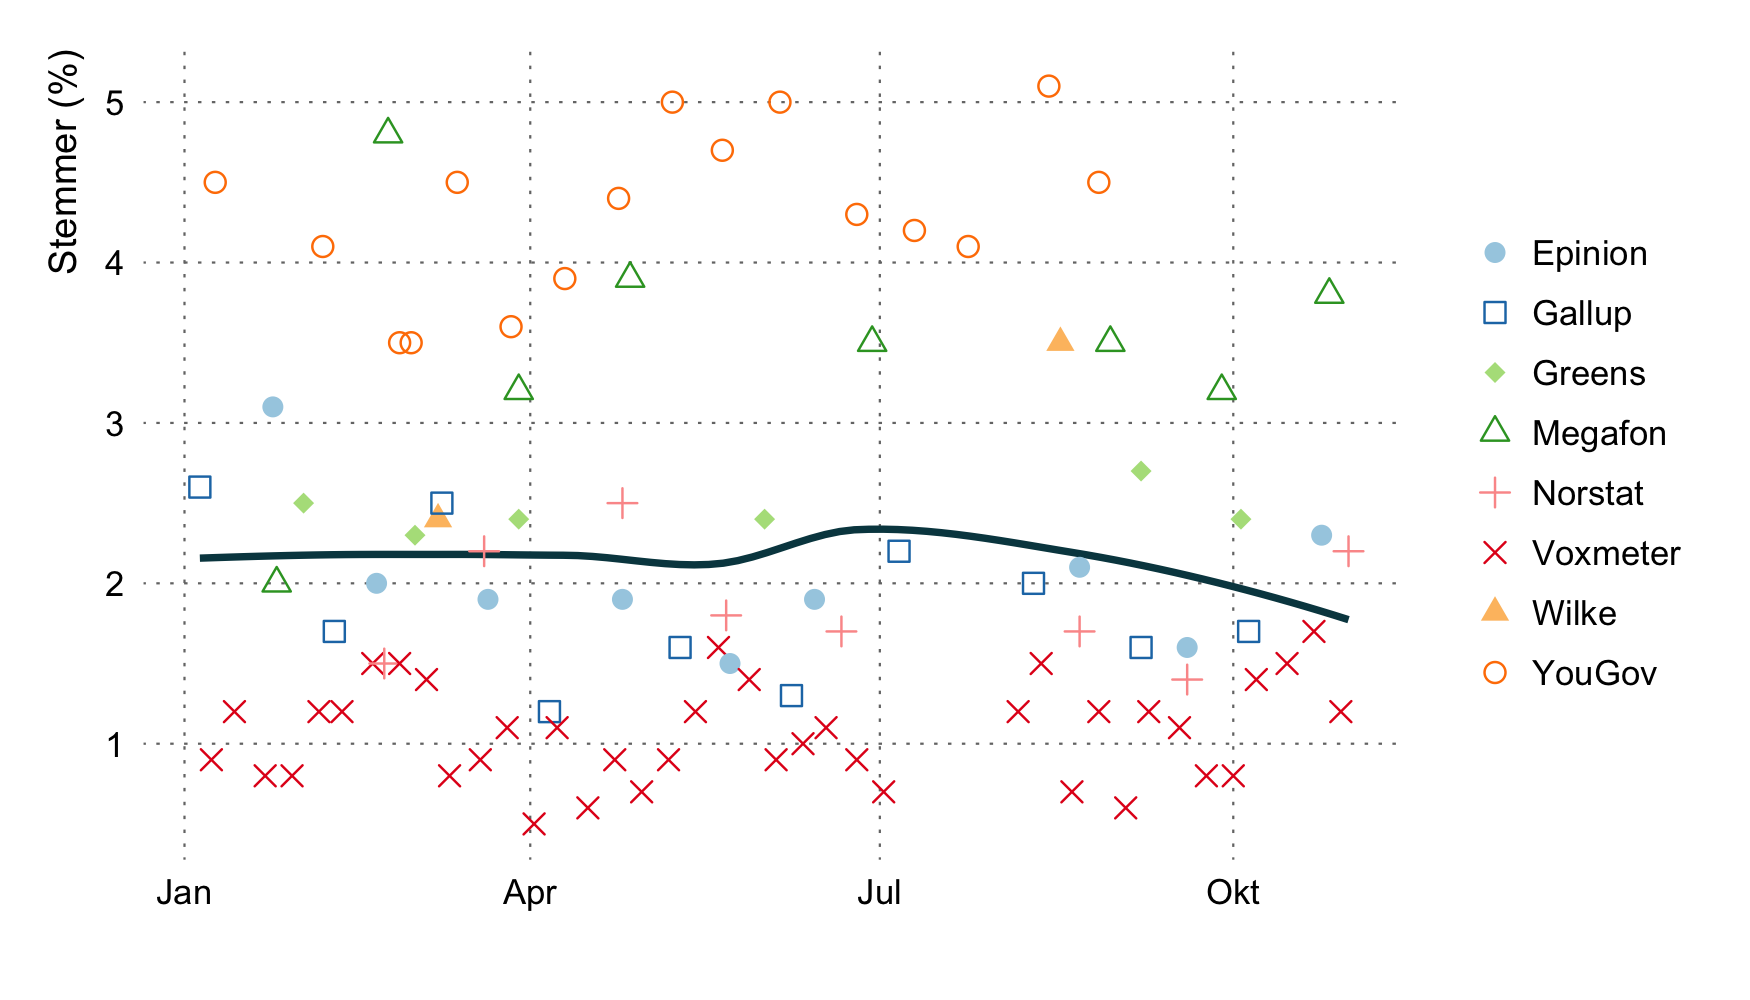 Stemmer (%)
5
4
3
2
1
Jan Apr Jul Okt
Epinion
Gallup
Greens
Megafon
Norstat
Voxmeter
Wilke
YouGov